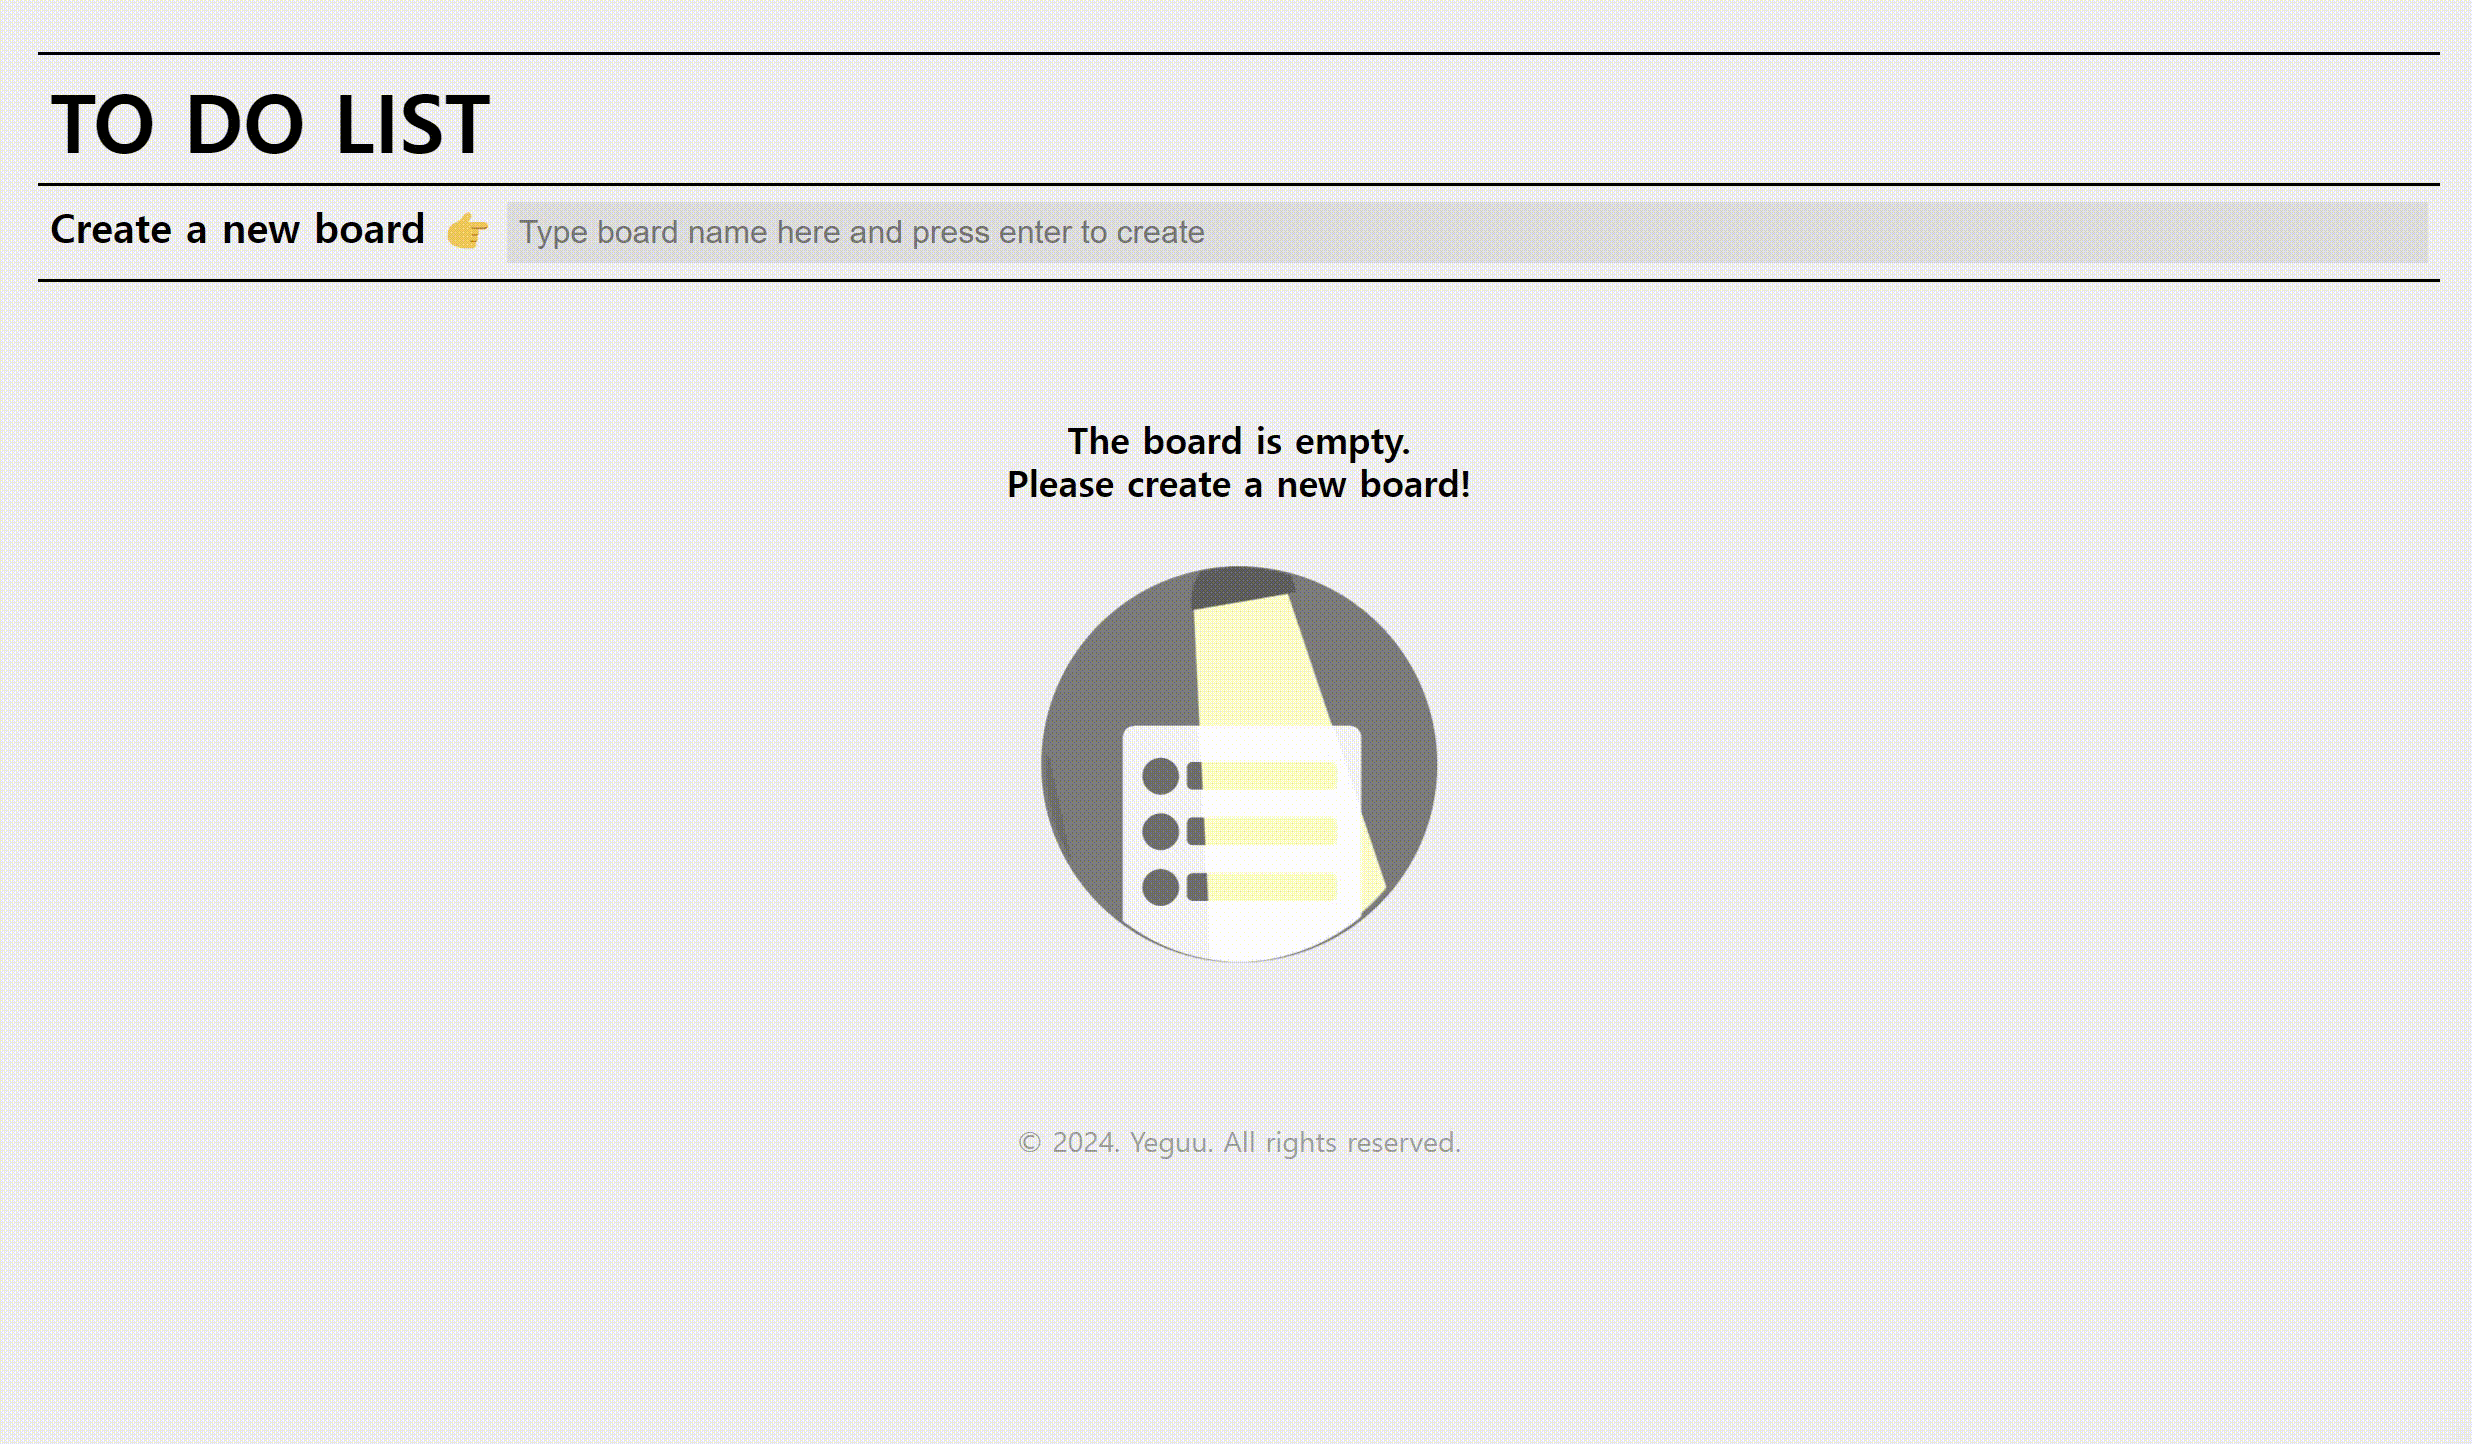 TO DO LIST
Create a new board 👉 Type board name here and press enter to create
The board is empty.
Please create a new board!
© 2024. Yeguu. All rights reserved.